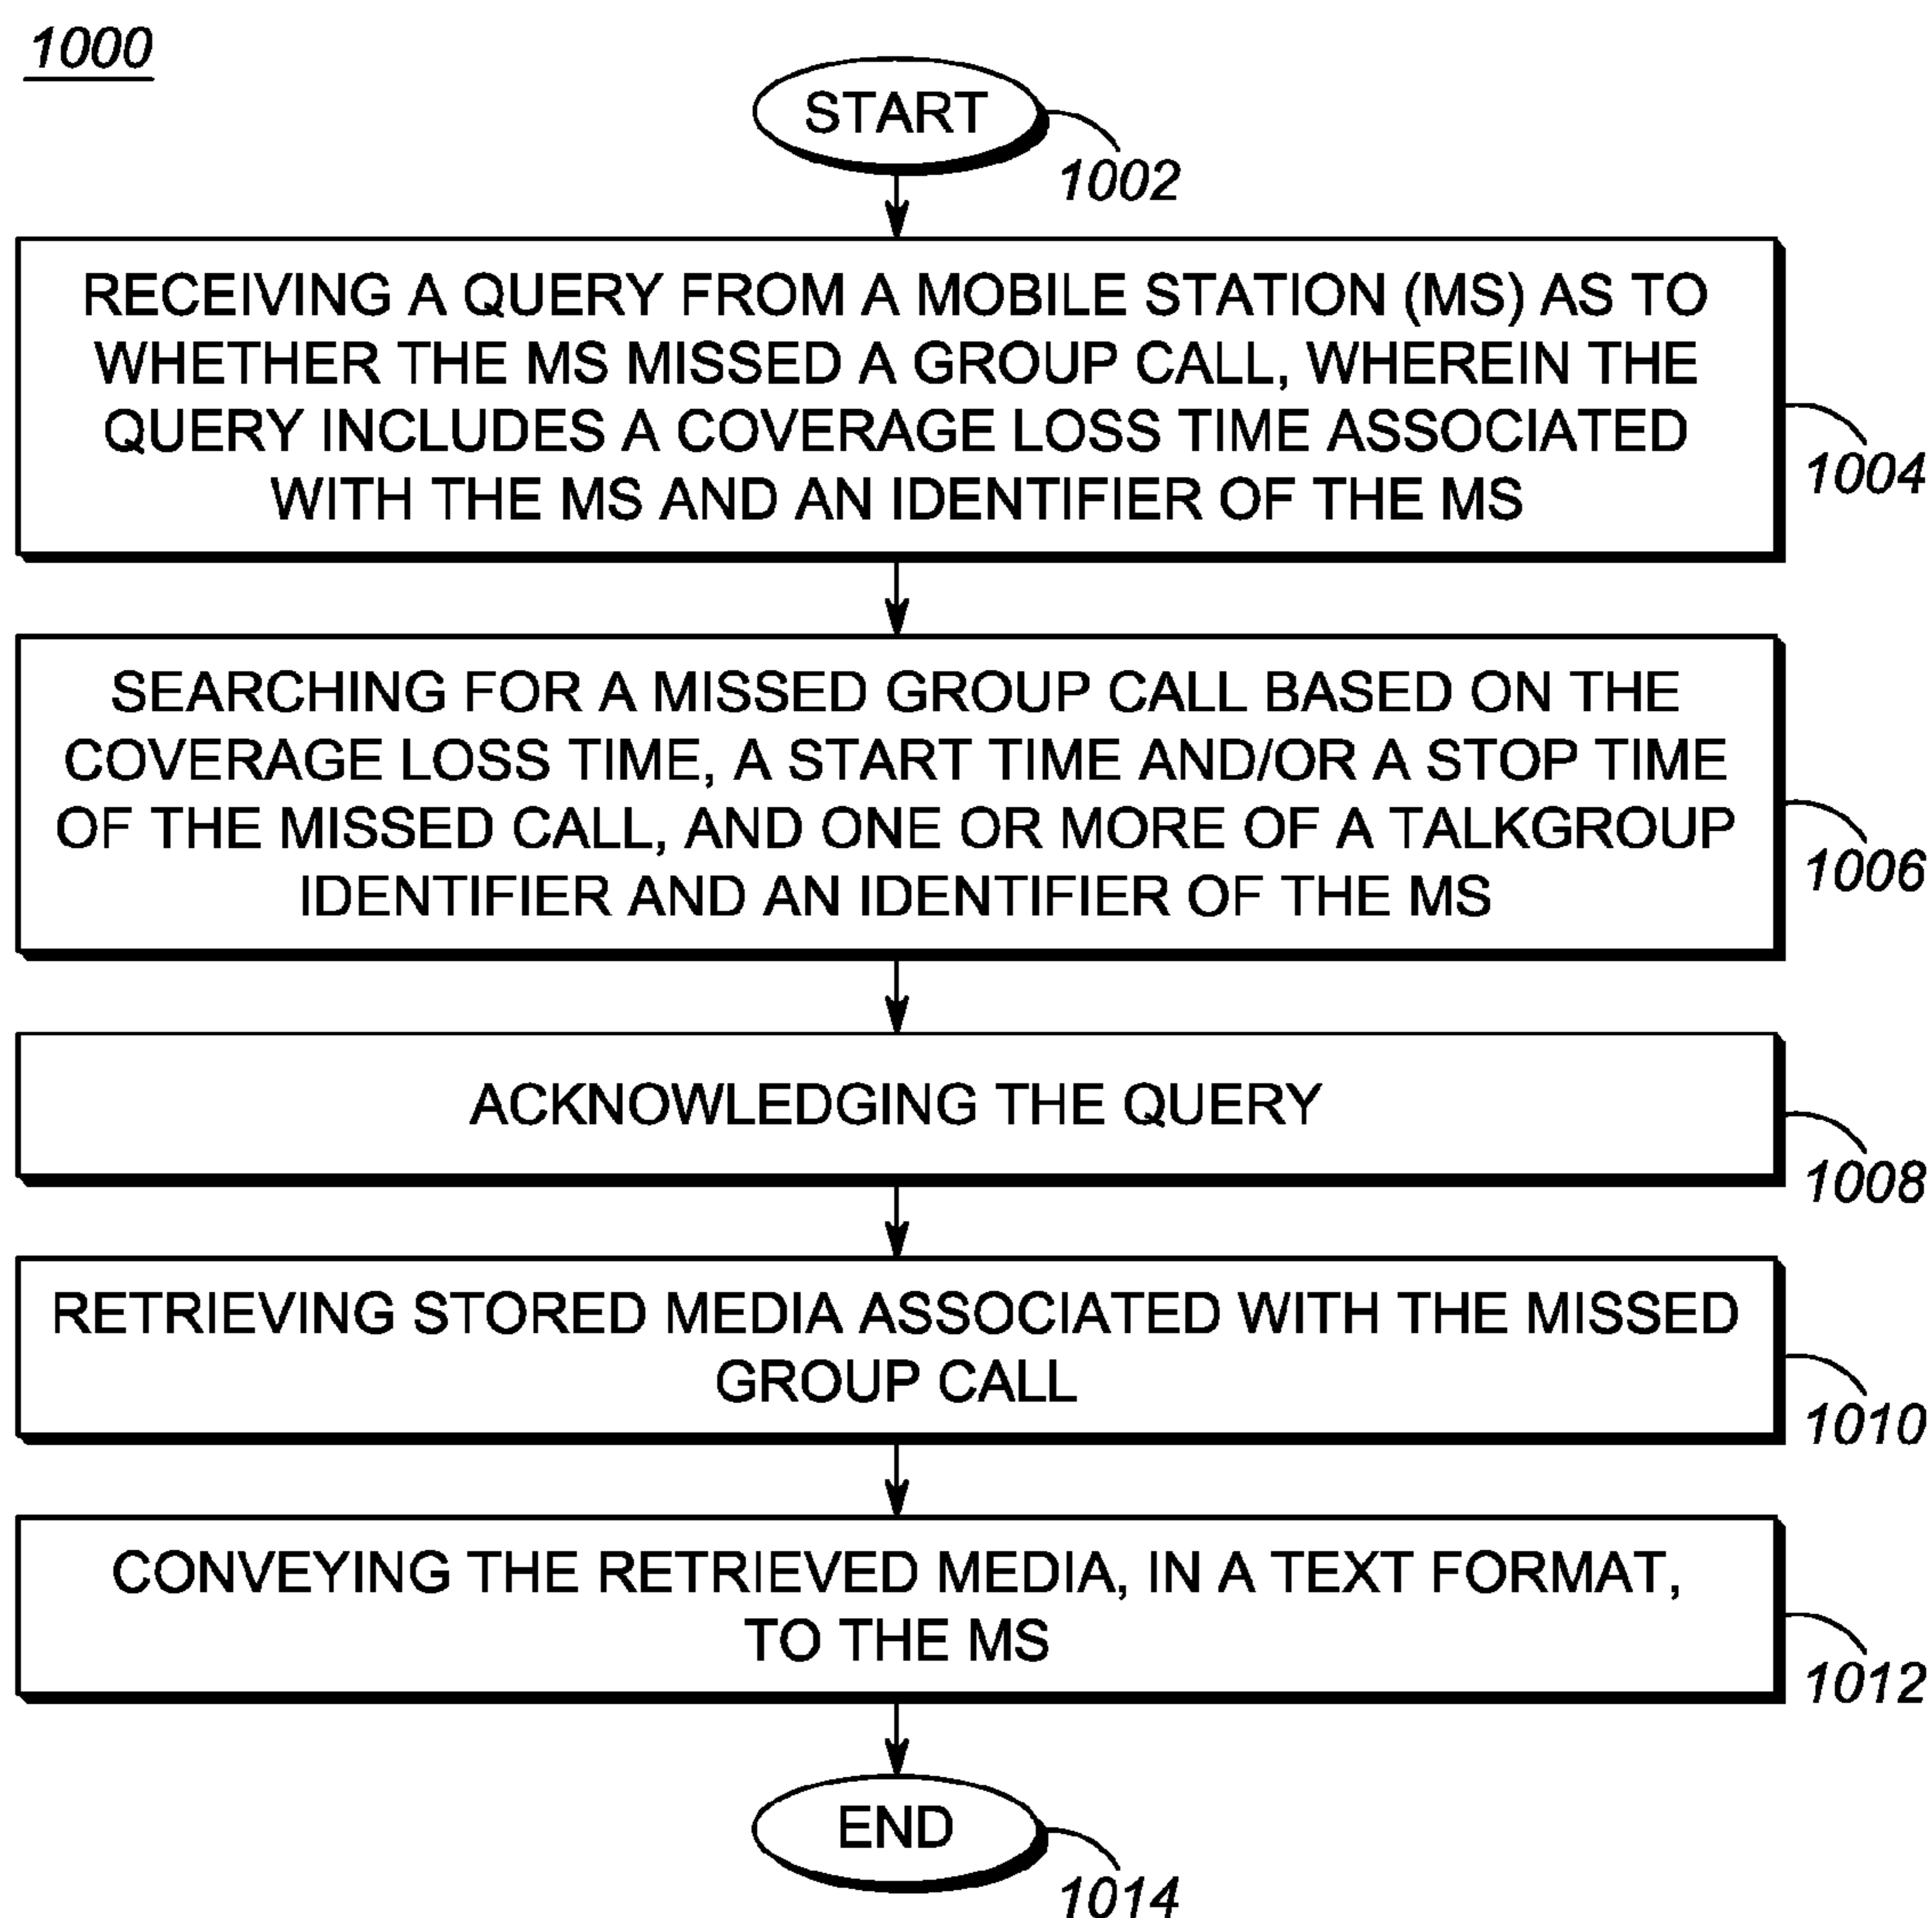 1000
START
1002
RECEIVING A QUERY FROM A MOBILE STATION (MS) AS TO
WHETHER THE MS MISSED A GROUP CALL, WHEREIN THE
QUERY INCLUDES A COVERAGE LOSS TIME ASSOCIATED
WITH THE MS AND AN IDENTIFIER OF THE MS
1004
SEARCHING FOR A MISSED GROUP CALL BASED ON THE
COVERAGE LOSS TIME, A START TIME AND/OR A STOP TIME
OF THE MISSED CALL, AND ONE OR MORE OF A TALKGROUP
IDENTIFIER AND AN IDENTIFIER OF THE MS
1006
ACKNOWLEDGING THE QUERY
1008
RETRIEVING STORED MEDIA ASSOCIATED WITH THE MISSED
GROUP CALL
1010
CONVEYING THE RETRIEVED MEDIA, IN A TEXT FORMAT,
TO THE MS
1012
END
1014